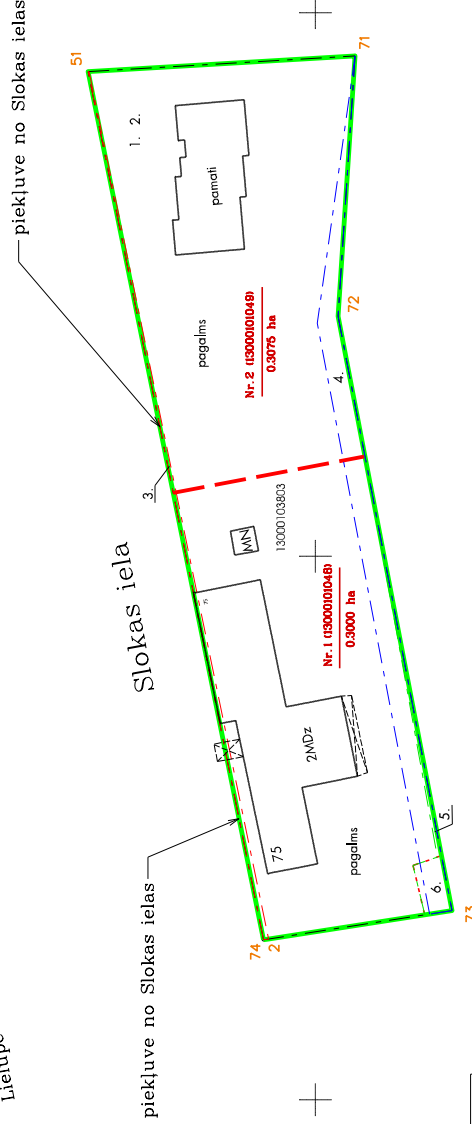 piekļuve no Slokas ielas
51
71
1. 2.
pamati
pagalms
Nr. 2 (13000101049)
0.3075 ha
72
4.
3.
13000103803
MN
Slokas iela
75
Nr. 1 (13000101048)
0.3000 ha
2MDz
75
pagalms
5.
6.
74
2
73
piekļuve no Slokas ielas
Lielupe